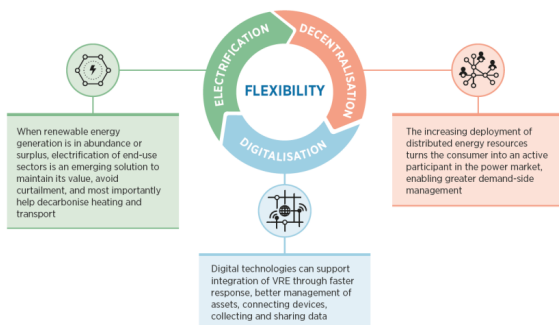 ELECTRIFICATION
DECENTRALISATION
FLEXIBILITY
DIGITALISATION
When renewable energy
generation is in abundance or
surplus, electrification of end-use
sectors is an emerging solution to
maintain its value, avoid
curtailment, and most importantly
help decarbonise heating and
transport
The increasing deployment of
distributed energy resources
turns the consumer into an active
participant in the power market,
enabling greater demand-side
management
Digital technologies can support
integration of VRE through faster
response, better management of
assets, connecting devices,
collecting and sharing data